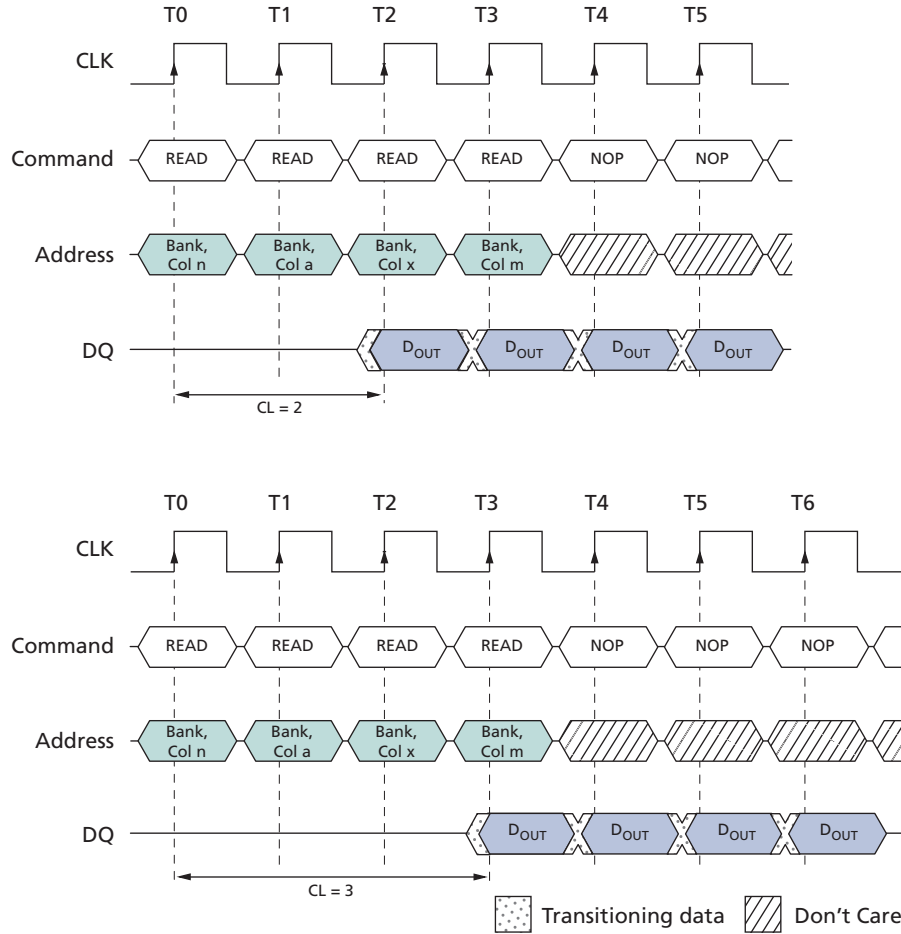 T0 T1 T2 T3 T4 T5
CLK
Command READ READ READ READ NOP NOP
Address Bank, Col n Bank, Col a Bank, Col x Bank, Col m
DQ DOUT DOUT DOUT DOUT
CL = 2
T0 T1 T2 T3 T4 T5 T6
CLK
Command READ READ READ READ NOP NOP NOP
Address Bank, Col n Bank, Col a Bank, Col x Bank, Col m
DQ DOUT DOUT DOUT DOUT
CL = 3
Transitioning data Don't Care